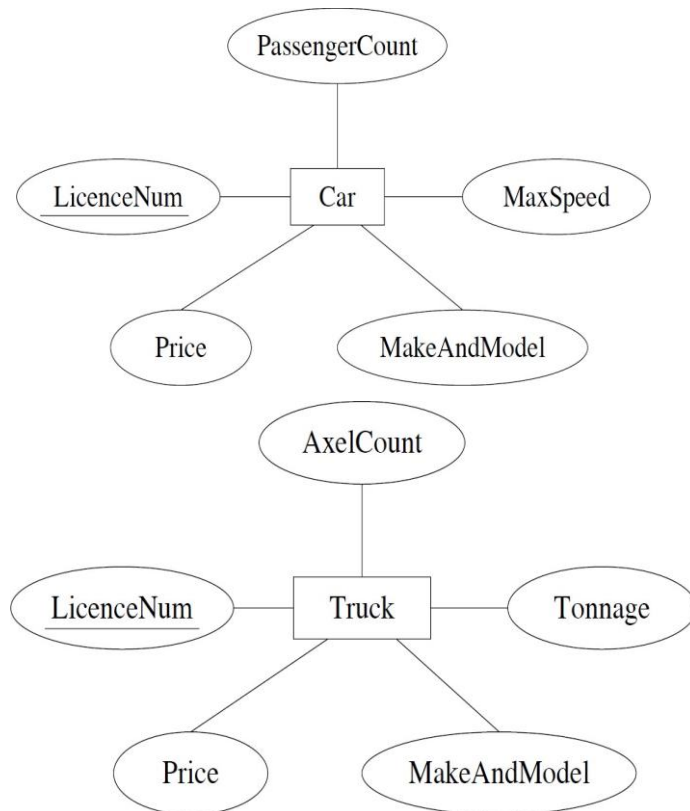 PassengerCount
LicenceNum
Car
MaxSpeed
Price
MakeAndModel
AxelCount
LicenceNum
Truck
Tonnage
Price
MakeAndModel